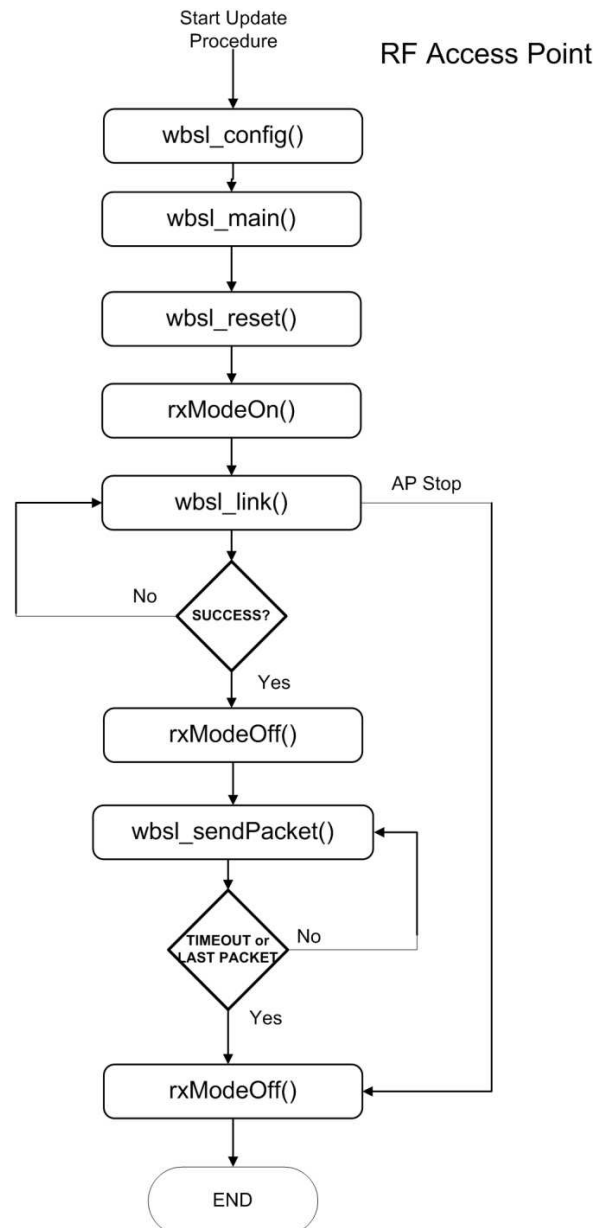 Start Update
Procedure
RF Access Point
wbsl_config()
wbsl_main()
wbsl_reset()
rxModeOn()
wbsl_link()
AP Stop
No
SUCCESS?
Yes
rxModeOff()
wbsl_sendPacket()
TIMEOUT or
LAST PACKET
No
Yes
rxModeOff()
END